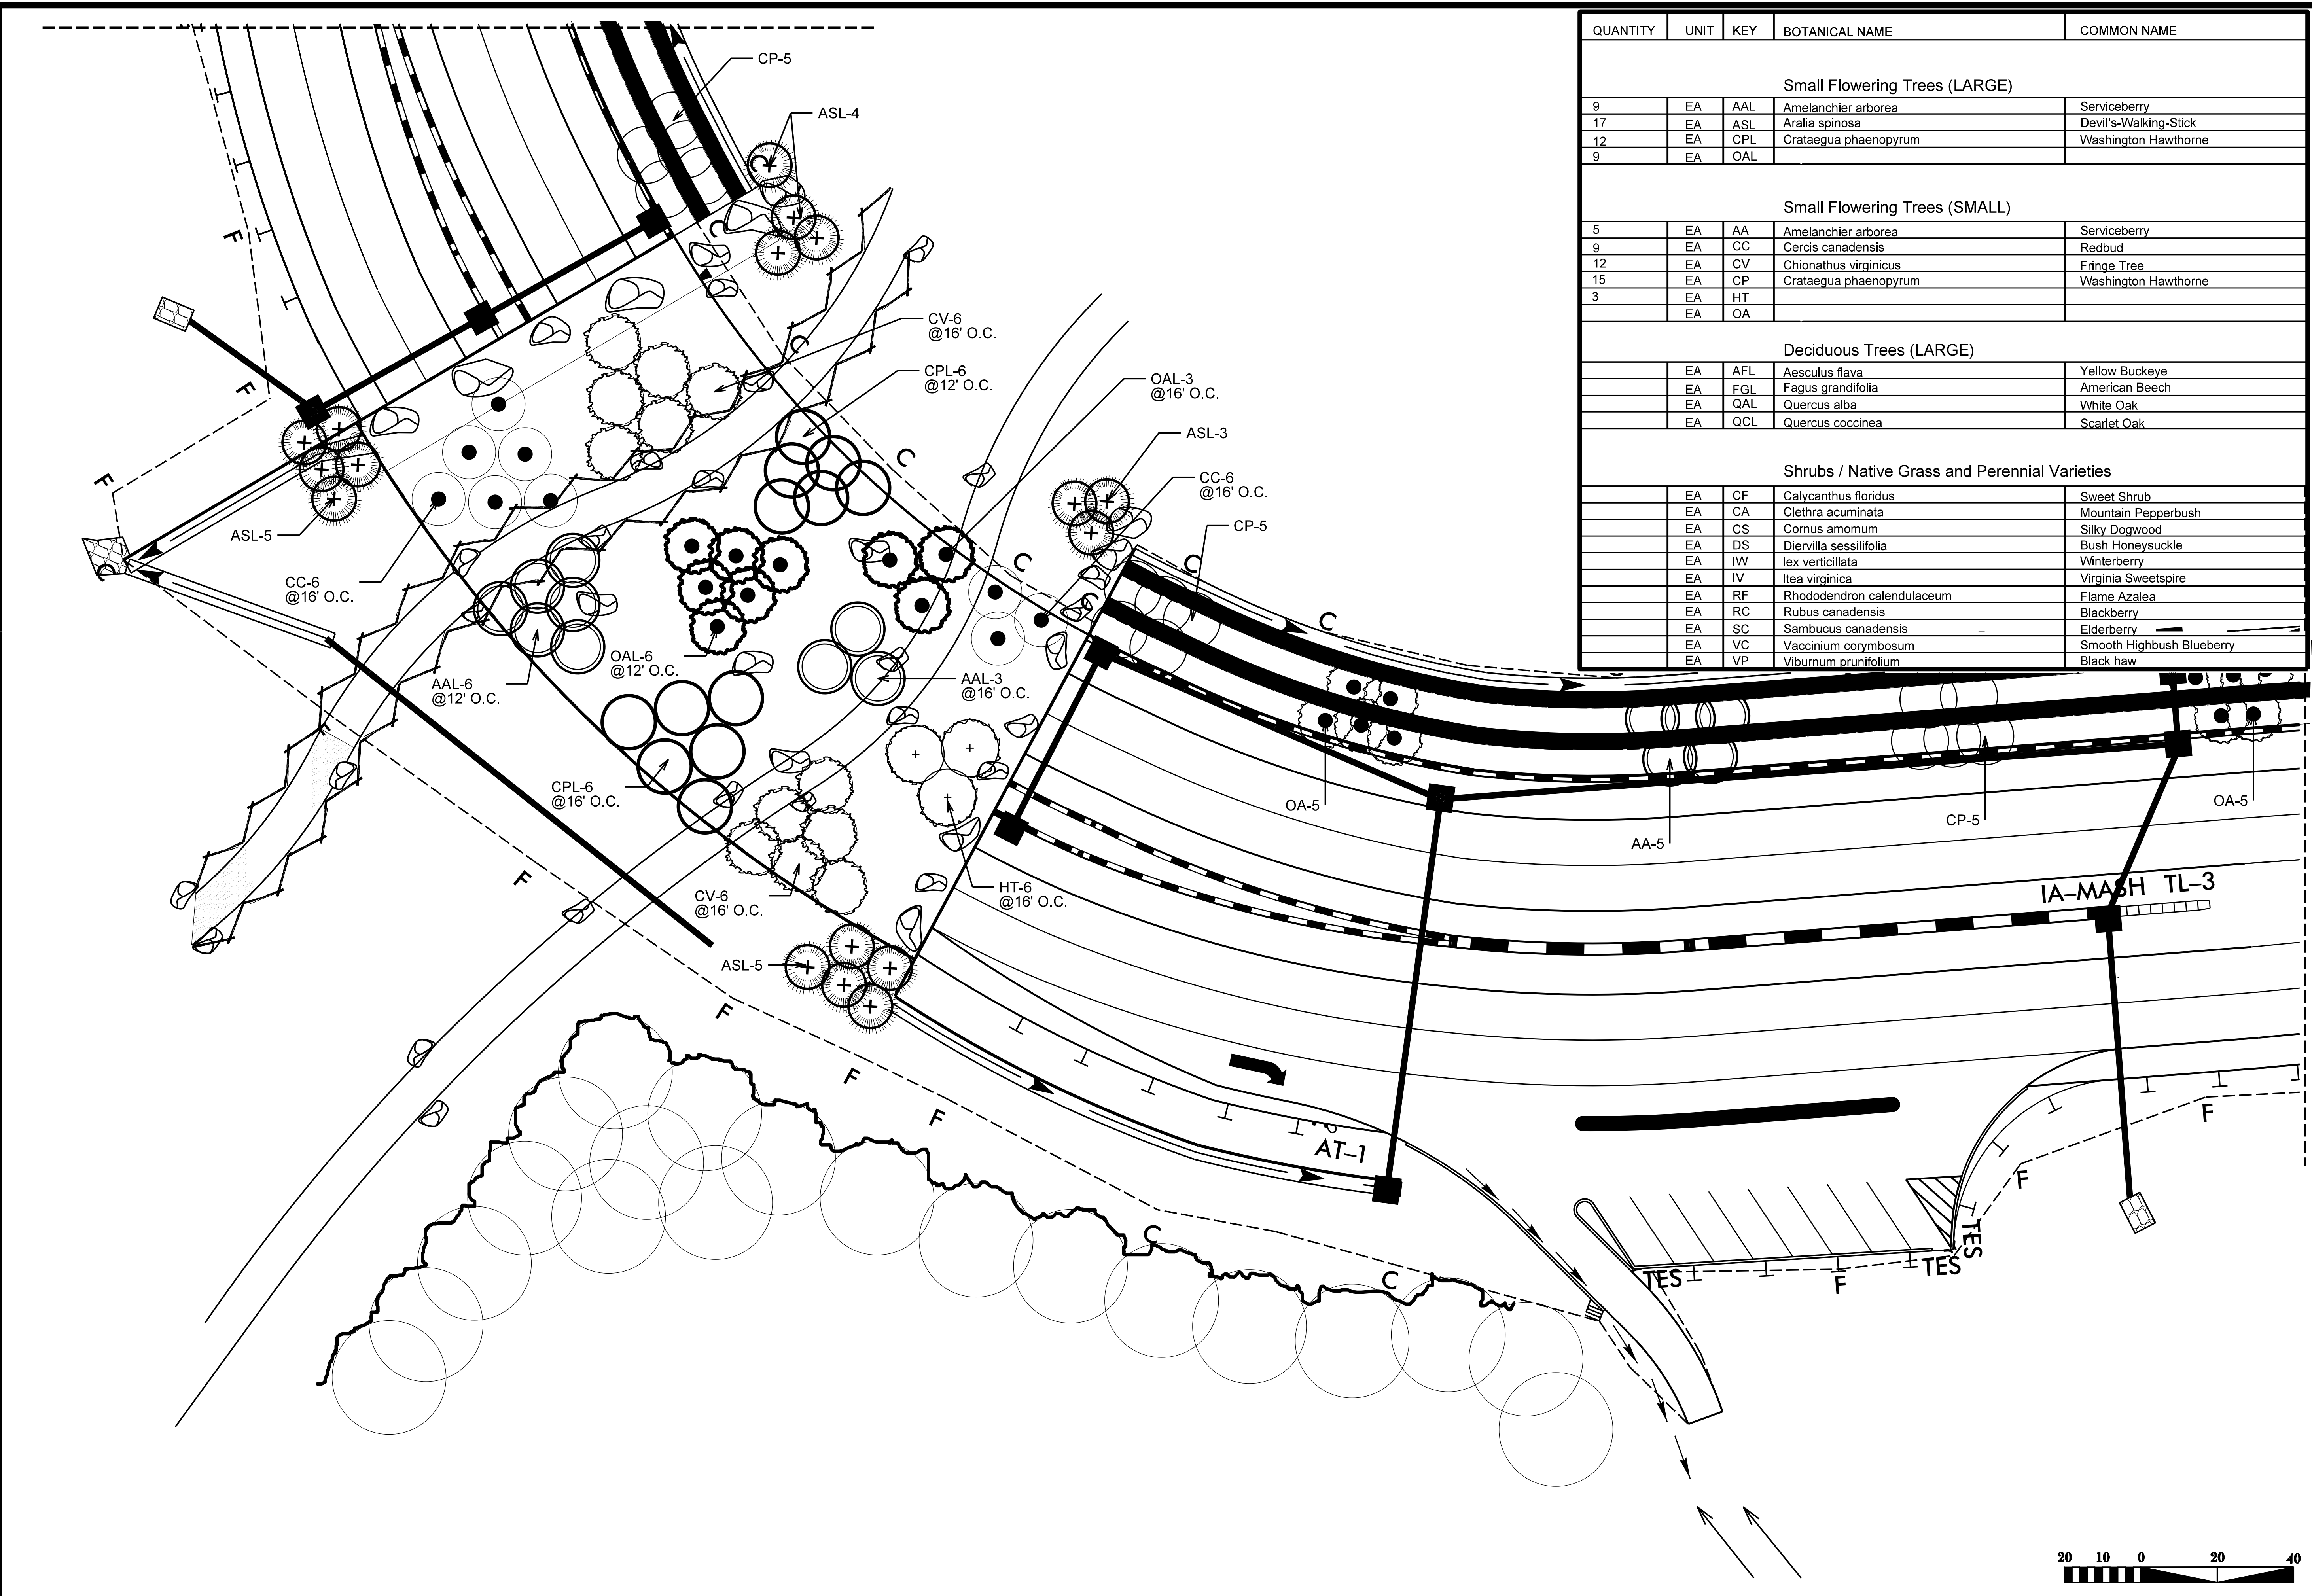 QUANTITY UNIT KEY BOTANICAL NAME COMMON NAME
Small Flowering Trees (LARGE)
9 EA AAL Amelanchier arborea Serviceberry
17 EA ASL Aralia spinosa Devil's-Walking-Stick
12 EA CPL Crataegua phaenopyrum Washington Hawthorne
9 EA OAL
Small Flowering Trees (SMALL)
5 EA AA Amelanchier arborea Serviceberry
9 EA CC Cercis canadensis Redbud
12 EA CV Chionathus virginicus Fringe Tree
15 EA CP Crataegua phaenopyrum Washington Hawthorne
3 EA HT
EA OA
Deciduous Trees (LARGE)
EA AFL Aesculus flava Yellow Buckeye
EA FGL Fagus grandifolia American Beech
EA QAL Quercus alba White Oak
EA QCL Quercus coccinea Scarlet Oak
Shrubs / Native Grass and Perennial Varieties
EA CF Calycanthus floridus Sweet Shrub
EA CA Clethra acuminata Mountain Pepperbush
EA CS Cornus amomum Silky Dogwood
EA DS Diervilla sessilifolia Bush Honeysuckle
EA IW lex verticillata Winterberry
EA IV Itea virginica Virginia Sweetspire
EA RF Rhododendron calendulaceum Flame Azalea
EA RC Rubus canadensis Blackberry
EA SC Sambucus canadensis Elderberry
EA VC Vaccinium corymbosum Smooth Highbush Blueberry
EA VP Viburnum prunifolium Black haw
CP-5
ASL-4
C
F
C
CV-6
@16' O.C.
C
CPL-6
@12' O.C.
OAL-3
@16' O.C.
F
ASL-3
C
F
CC-6
@16' O.C.
CP-5
ASL-5
C
C
C
CC-6
@16' O.C.
C
C
OAL-6
@12' O.C.
AAL-6
@12' O.C.
AAL-3
@16' O.C.
CPL-6
@16' O.C.
OA-5
OA-5
CP-5
AA-5
F
CV-6
@16' O.C.
HT-6
@16' O.C.
IA–MASH TL–3
ASL-5
F
F
F
AT–1
F
F
C
C
TES
TES
TES
F
20 10 0 20 40